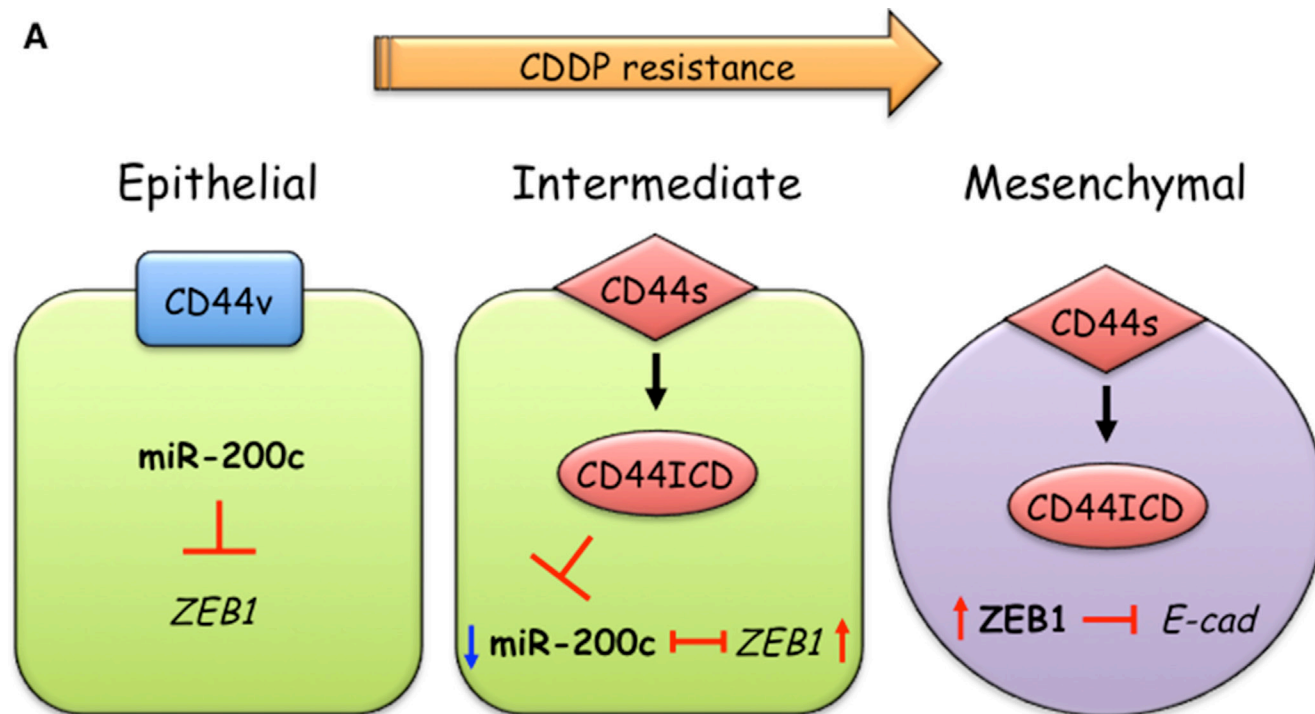 A
CDDP resistance
Epithelial
Intermediate
Mesenchymal
CD44v
miR-200c
ZEB1
CD44s
CD44ICD
miR-200c
ZEB1
CD44s
CD44ICD
ZEB1
E-cad